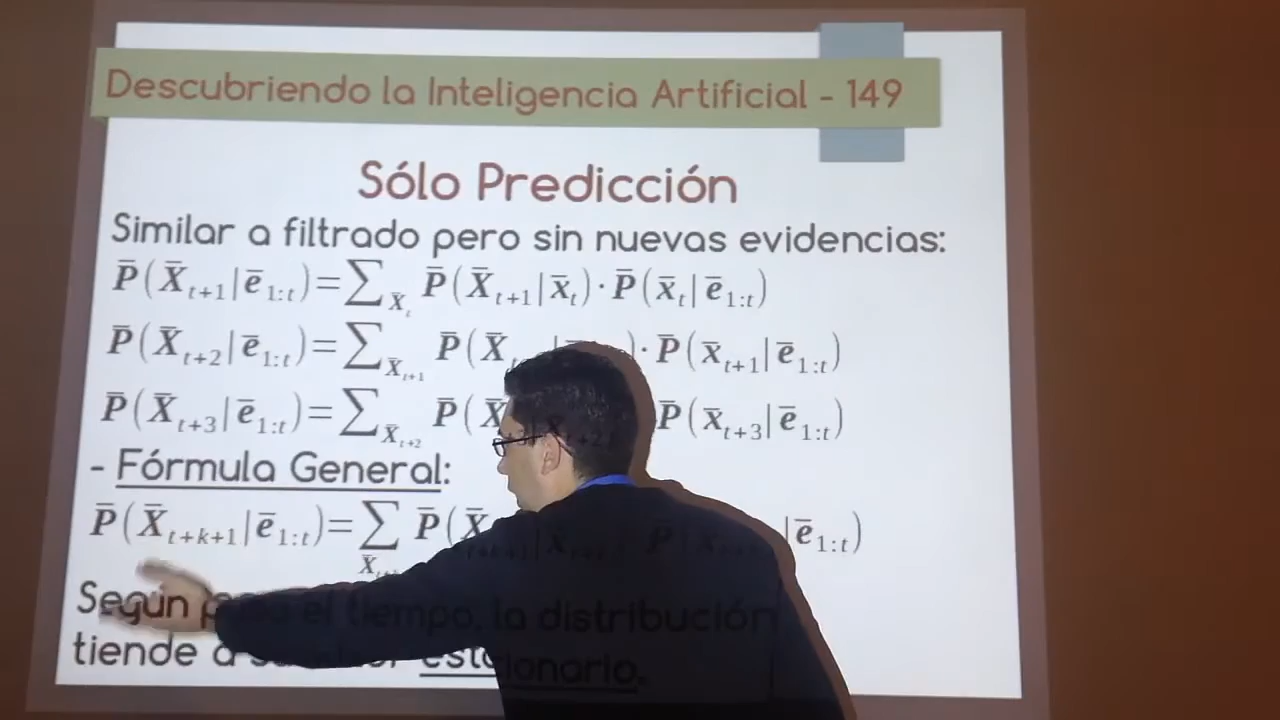 Descubriendo la Inteligencia Artificial - 149
Sólo Predicción
Similar a filtrado pero sin nuevas evidencias:
P̄(X̄ₜ₊₁|ē₁:ₜ)=∑X̄ₜ P̄(X̄ₜ₊₁|x̄ₜ)·P̄(x̄ₜ|ē₁:ₜ)
P̄(X̄ₜ₊₂|ē₁:ₜ)=∑X̄ₜ₊₁ P̄(X̄ )·P̄(x̄ₜ₊₁|ē₁:ₜ)
P̄(X̄ₜ₊₃|ē₁:ₜ)=∑X̄ₜ₊₂ P̄(X̄ P̄(x̄ₜ₊₃|ē₁:ₜ)
- Fórmula General:
P̄(X̄ₜ₊ₖ₊₁|ē₁:ₜ)=∑X̄ P̄(X̄ |ē₁:ₜ)
Según el tiempo, la distribución
tiende a estacionario.